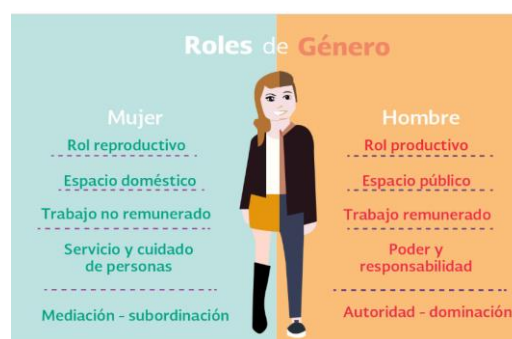 Roles de Género
Mujer
Rol reproductivo
Espacio doméstico
Trabajo no remunerado
Servicio y cuidado
de personas
Mediación - subordinación
Hombre
Rol productivo
Espacio público
Trabajo remunerado
Poder y
responsabilidad
Autoridad - dominación